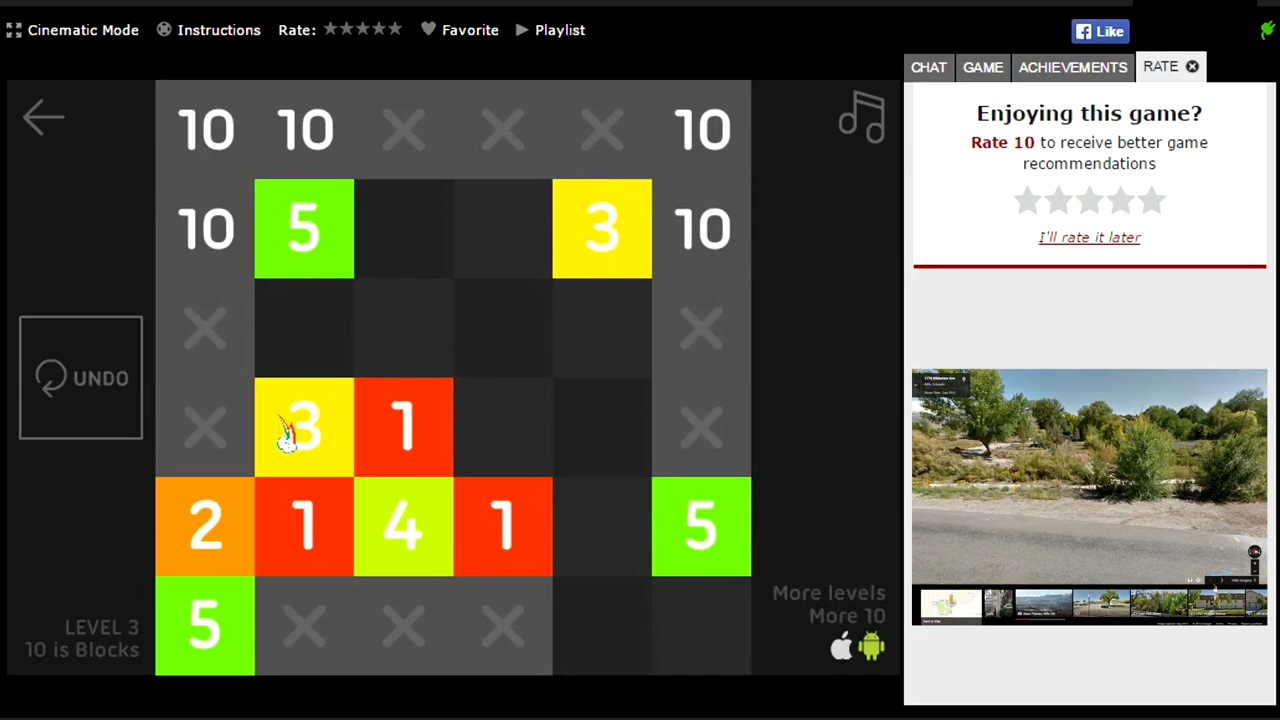 Cinematic Mode Instructions Rate: Favorite Playlist
Like
CHAT GAME ACHIEVEMENTS RATE
Enjoying this game?
Rate 10 to receive better game
recommendations
I'll rate it later
10 10 10
10 5 3 10
UNDO
3 1
2 1 4 1 5
5
LEVEL 3
10 is Blocks
More levels
More 10